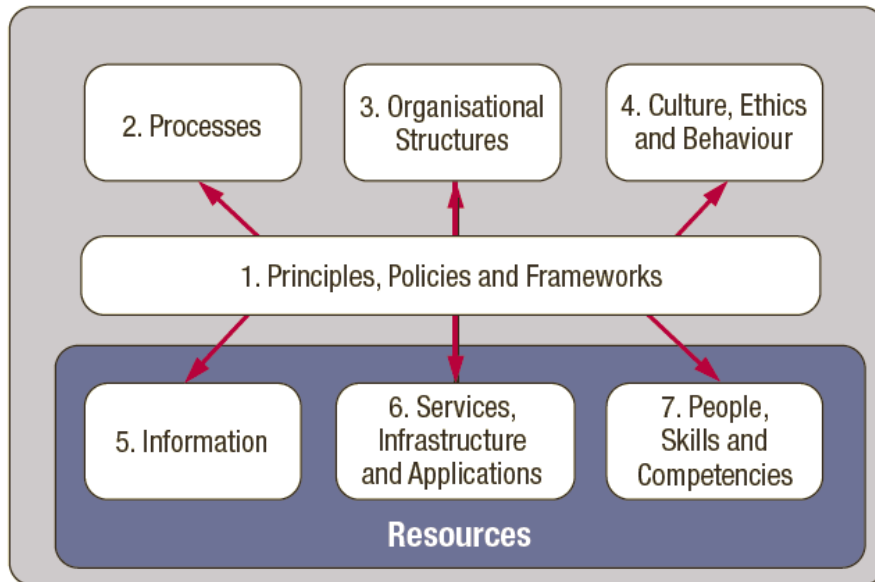 2. Processes
3. Organisational
Structures
4. Culture, Ethics
and Behaviour
1. Principles, Policies and Frameworks
5. Information
6. Services,
Infrastructure
and Applications
7. People,
Skills and
Competencies
Resources